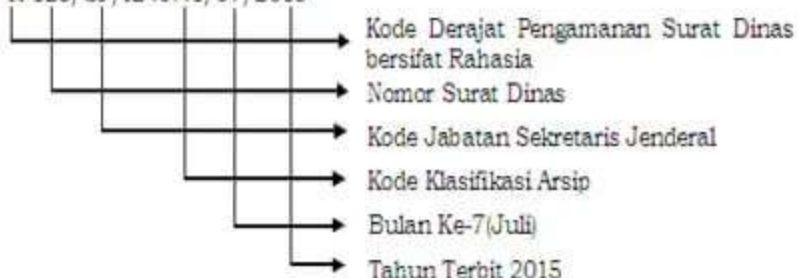 Kode Derajat Pengamanan Surat Dinas
bersifat Rahasia
Nomor Surat Dinas
Kode Jabatan Sekretaris Jenderal
Kode Klasifikasi Arsip
Bulan Ke-7(Juli)
Tahun Terbit 2015